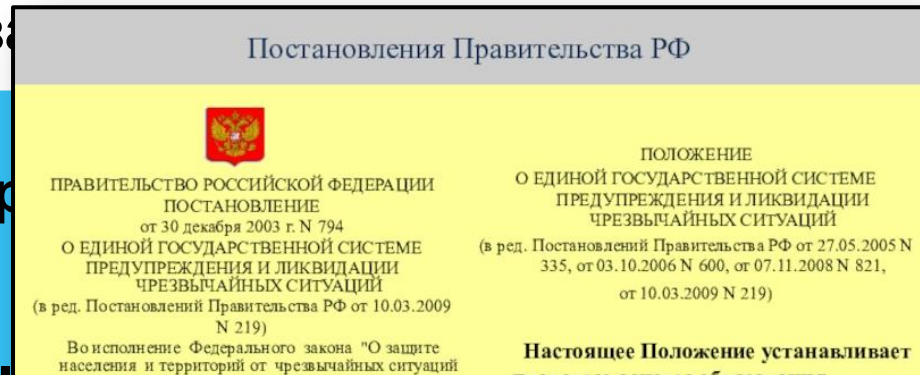 Постановления Правительства РФ
ПРАВИТЕЛЬСТВО РОССИЙСКОЙ ФЕДЕРАЦИИ
ПОСТАНОВЛЕНИЕ
от 30 декабря 2003 г. N 794
О ЕДИНОЙ ГОСУДАРСТВЕННОЙ СИСТЕМЕ
ПРЕДУПРЕЖДЕНИЯ И ЛИКВИДАЦИИ
ЧРЕЗВЫЧАЙНЫХ СИТУАЦИЙ
(в ред. Постановлений Правительства РФ от 10.03.2009
N 219)
Во исполнение Федерального закона "О защите
населения и территорий от чрезвычайных ситуаций
ПОЛОЖЕНИЕ
О ЕДИНОЙ ГОСУДАРСТВЕННОЙ СИСТЕМЕ
ПРЕДУПРЕЖДЕНИЯ И ЛИКВИДАЦИИ
ЧРЕЗВЫЧАЙНЫХ СИТУАЦИЙ
(в ред. Постановлений Правительства РФ от 27.05.2005 N
335, от 03.10.2006 N 600, от 07.11.2008 N 821,
от 10.03.2009 N 219)
Настоящее Положение устанавливает